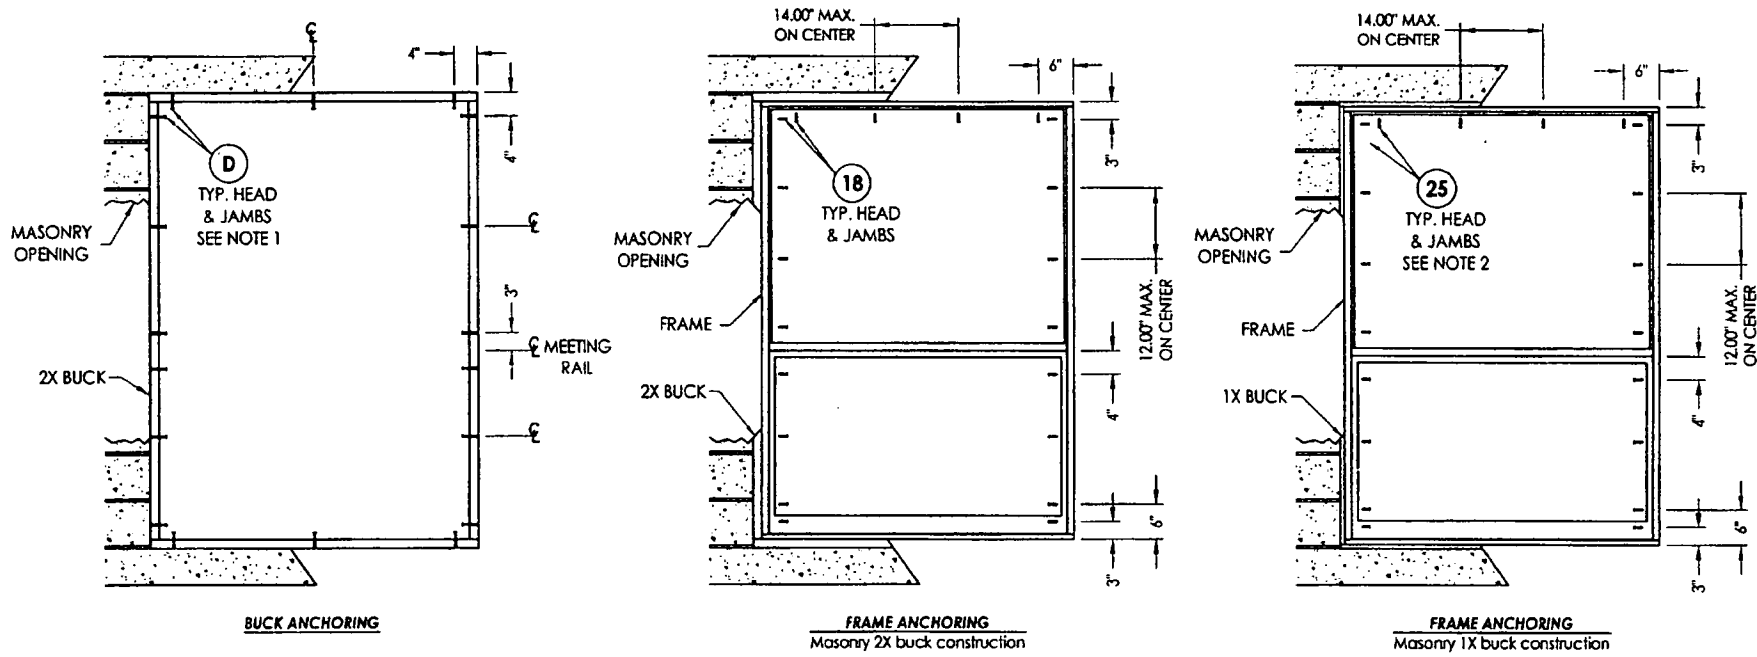 ℄
4"
4"
D
TYP. HEAD
& JAMBS
SEE NOTE 1
MASONRY
OPENING
℄
3"
℄ MEETING
RAIL
2X BUCK
℄
BUCK ANCHORING
14.00" MAX.
ON CENTER
6"
3"
18
TYP. HEAD
& JAMBS
MASONRY
OPENING
FRAME
12.00" MAX.
ON CENTER
2X BUCK
4"
6"
3"
FRAME ANCHORING
Masonry 2X buck construction
14.00" MAX.
ON CENTER
6"
3"
25
TYP. HEAD
& JAMBS
SEE NOTE 2
MASONRY
OPENING
FRAME
12.00" MAX.
ON CENTER
1X BUCK
4"
6"
3"
FRAME ANCHORING
Masonry 1X buck construction